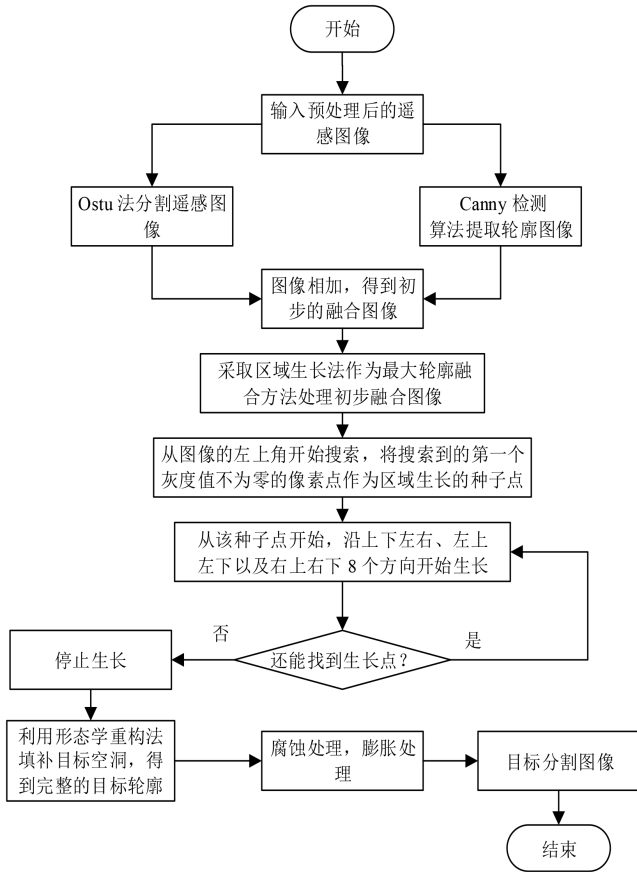 开始
输入预处理后的遥
感图像
Ostu 法分割遥感图
像
Canny 检测
算法提取轮廓图像
图像相加，得到初
步的融合图像
采取区域生长法作为最大轮廓融
合方法处理初步融合图像
从图像的左上角开始搜索，将搜索到的第一个
灰度值不为零的像素点作为区域生长的种子点
从该种子点开始，沿上下左右、左上
左下以及右上右下 8 个方向开始生长
还能找到生长点？
否
是
停止生长
利用形态学重构法
填补目标空洞，得
到完整的目标轮廓
腐蚀处理，膨胀处
理
目标分割图像
结束